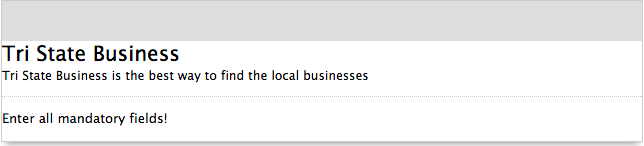 Tri State Business
Tri State Business is the best way to find the local businesses
Enter all mandatory fields!